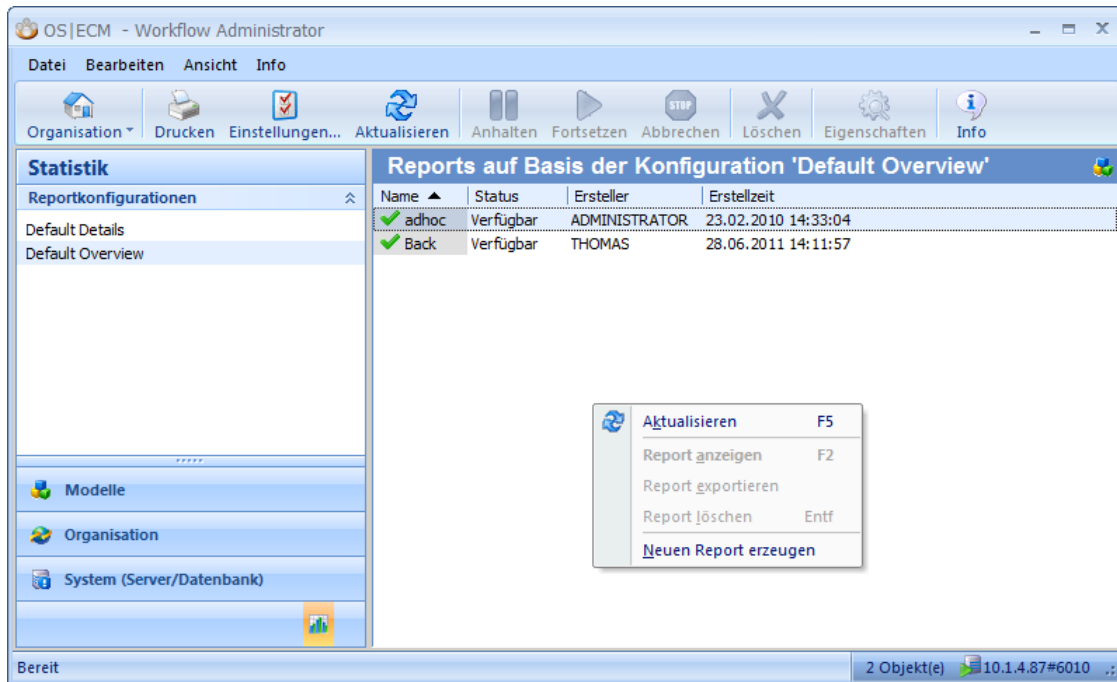 OS|ECM - Workflow Administrator
Datei Bearbeiten Ansicht Info
Organisation Drucken Einstellungen... Aktualisieren Anhalten Fortsetzen STOP Abbrechen Löschen Eigenschaften Info
Statistik
Reportkonfigurationen
Default Details
Default Overview
Modelle
Organisation
System (Server/Datenbank)
Reports auf Basis der Konfiguration 'Default Overview'
Name Status Ersteller Erstellzeit
adhoc Verfügbar ADMINISTRATOR 23.02.2010 14:33:04
Back Verfügbar THOMAS 28.06.2011 14:11:57
Aktualisieren F5
Report anzeigen F2
Report exportieren
Report löschen Entf
Neuen Report erzeugen
Bereit
2 Objekt(e) 10.1.4.87#6010